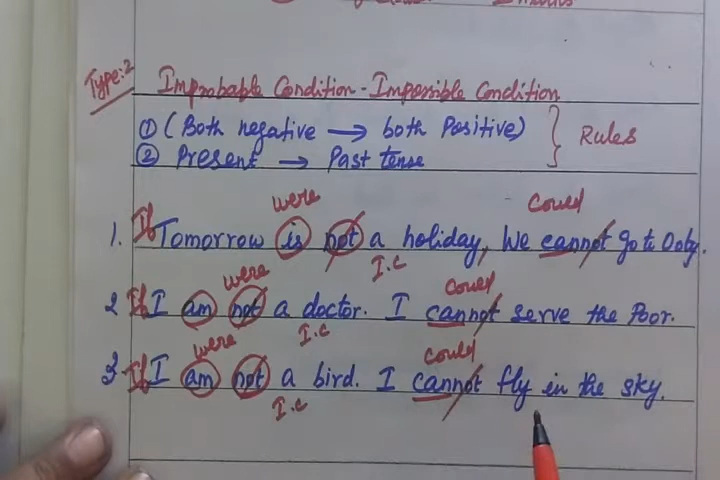 Type:2 Improbable Condition - Impossible Condition
① (Both negative → both Positive)
② Present → Past tense
Rules
were could
1. If Tomorrow is not a holiday, We cannot go to Ooty.
I.c
were could
2 If I am not a doctor. I cannot serve the Poor.
I.c
were could
3 If I am not a bird. I cannot fly in the sky.
I.c